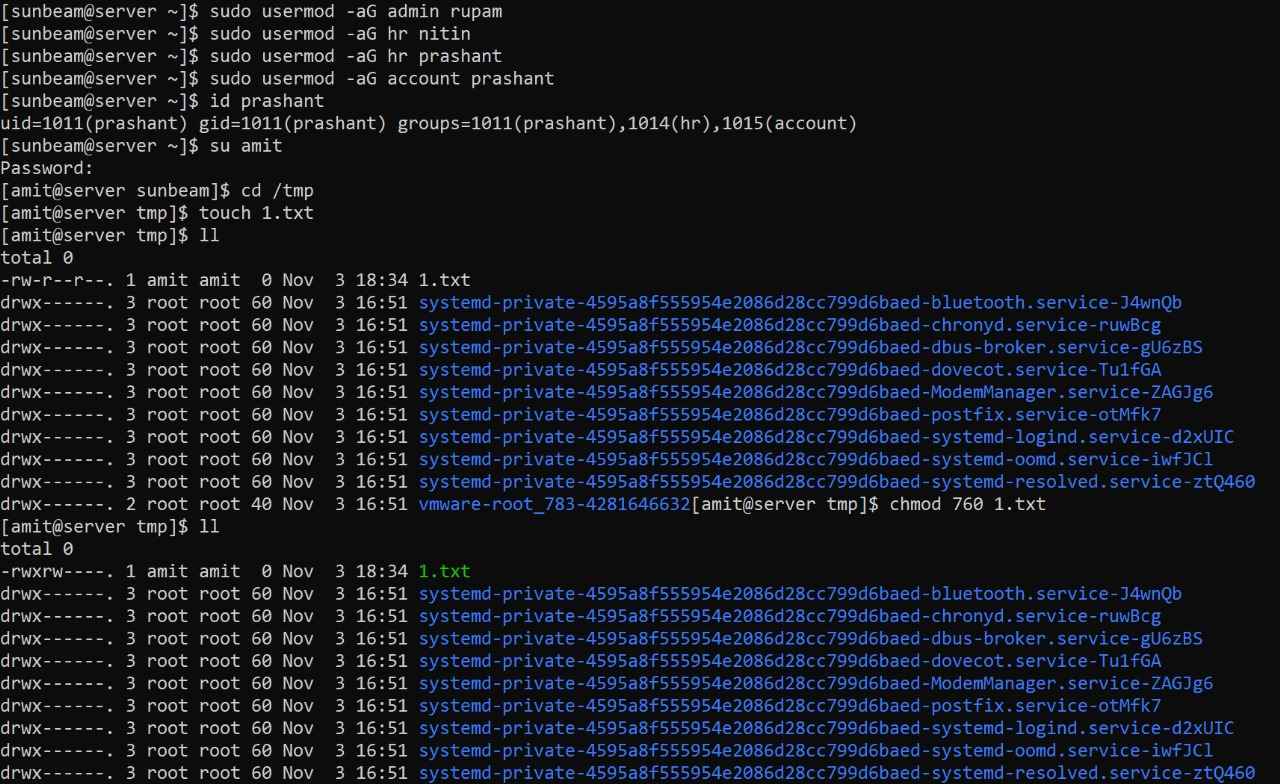 [sunbeam@server ~]$ sudo usermod -aG admin rupam
[sunbeam@server ~]$ sudo usermod -aG hr nitin
[sunbeam@server ~]$ sudo usermod -aG hr prashant
[sunbeam@server ~]$ sudo usermod -aG account prashant
[sunbeam@server ~]$ id prashant
uid=1011(prashant) gid=1011(prashant) groups=1011(prashant),1014(hr),1015(account)
[sunbeam@server ~]$ su amit
Password:
[amit@server sunbeam]$ cd /tmp
[amit@server tmp]$ touch 1.txt
[amit@server tmp]$ ll
total 0
-rw-r--r--. 1 amit amit  0 Nov  3 18:34 1.txt
drwx------. 3 root root 60 Nov  3 16:51 systemd-private-4595a8f555954e2086d28cc799d6baed-bluetooth.service-J4wnQb
drwx------. 3 root root 60 Nov  3 16:51 systemd-private-4595a8f555954e2086d28cc799d6baed-chronyd.service-ruwBcg
drwx------. 3 root root 60 Nov  3 16:51 systemd-private-4595a8f555954e2086d28cc799d6baed-dbus-broker.service-gU6zBS
drwx------. 3 root root 60 Nov  3 16:51 systemd-private-4595a8f555954e2086d28cc799d6baed-dovecot.service-Tu1fGA
drwx------. 3 root root 60 Nov  3 16:51 systemd-private-4595a8f555954e2086d28cc799d6baed-ModemManager.service-ZAGJg6
drwx------. 3 root root 60 Nov  3 16:51 systemd-private-4595a8f555954e2086d28cc799d6baed-postfix.service-otMfk7
drwx------. 3 root root 60 Nov  3 16:51 systemd-private-4595a8f555954e2086d28cc799d6baed-systemd-logind.service-d2xUIC
drwx------. 3 root root 60 Nov  3 16:51 systemd-private-4595a8f555954e2086d28cc799d6baed-systemd-oomd.service-iwfJCl
drwx------. 3 root root 60 Nov  3 16:51 systemd-private-4595a8f555954e2086d28cc799d6baed-systemd-resolved.service-ztQ460
drwx------. 2 root root 40 Nov  3 16:51 vmware-root_783-4281646632[amit@server tmp]$ chmod 760 1.txt
[amit@server tmp]$ ll
total 0
-rwxrw----. 1 amit amit  0 Nov  3 18:34 1.txt
drwx------. 3 root root 60 Nov  3 16:51 systemd-private-4595a8f555954e2086d28cc799d6baed-bluetooth.service-J4wnQb
drwx------. 3 root root 60 Nov  3 16:51 systemd-private-4595a8f555954e2086d28cc799d6baed-chronyd.service-ruwBcg
drwx------. 3 root root 60 Nov  3 16:51 systemd-private-4595a8f555954e2086d28cc799d6baed-dbus-broker.service-gU6zBS
drwx------. 3 root root 60 Nov  3 16:51 systemd-private-4595a8f555954e2086d28cc799d6baed-dovecot.service-Tu1fGA
drwx------. 3 root root 60 Nov  3 16:51 systemd-private-4595a8f555954e2086d28cc799d6baed-ModemManager.service-ZAGJg6
drwx------. 3 root root 60 Nov  3 16:51 systemd-private-4595a8f555954e2086d28cc799d6baed-postfix.service-otMfk7
drwx------. 3 root root 60 Nov  3 16:51 systemd-private-4595a8f555954e2086d28cc799d6baed-systemd-logind.service-d2xUIC
drwx------. 3 root root 60 Nov  3 16:51 systemd-private-4595a8f555954e2086d28cc799d6baed-systemd-oomd.service-iwfJCl
drwx------. 3 root root 60 Nov  3 16:51 systemd-private-4595a8f555954e2086d28cc799d6baed-systemd-resolved.service-ztQ460